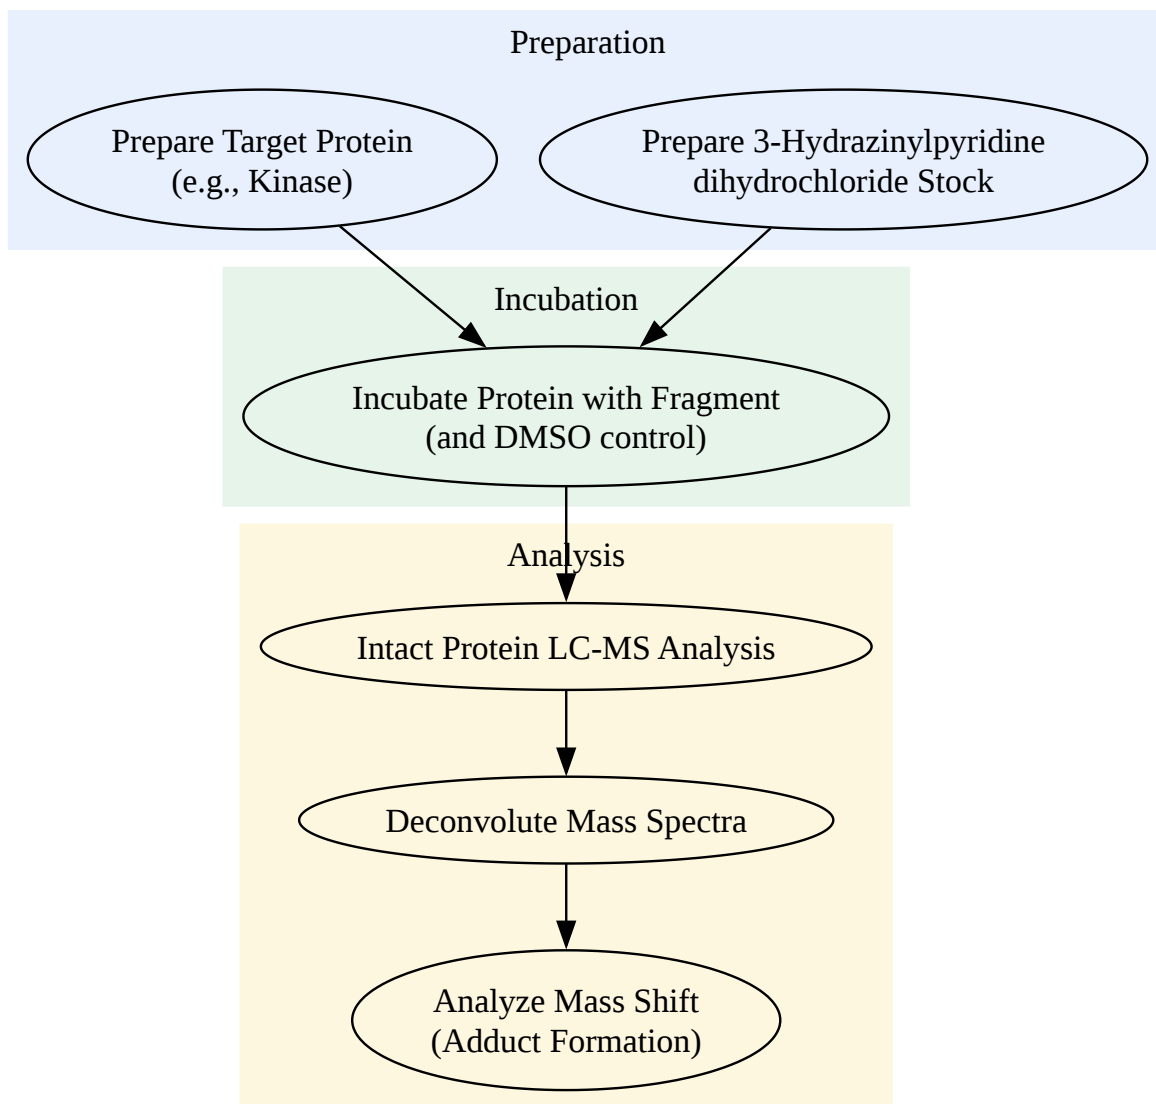 Preparation
Prepare Target Protein
(e.g., Kinase)
Prepare 3-Hydrazinylpyridine
dihydrochloride Stock
Incubation
Incubate Protein with Fragment
(and DMSO control)
Analysis
Intact Protein LC-MS Analysis
Deconvolute Mass Spectra
Analyze Mass Shift
(Adduct Formation)